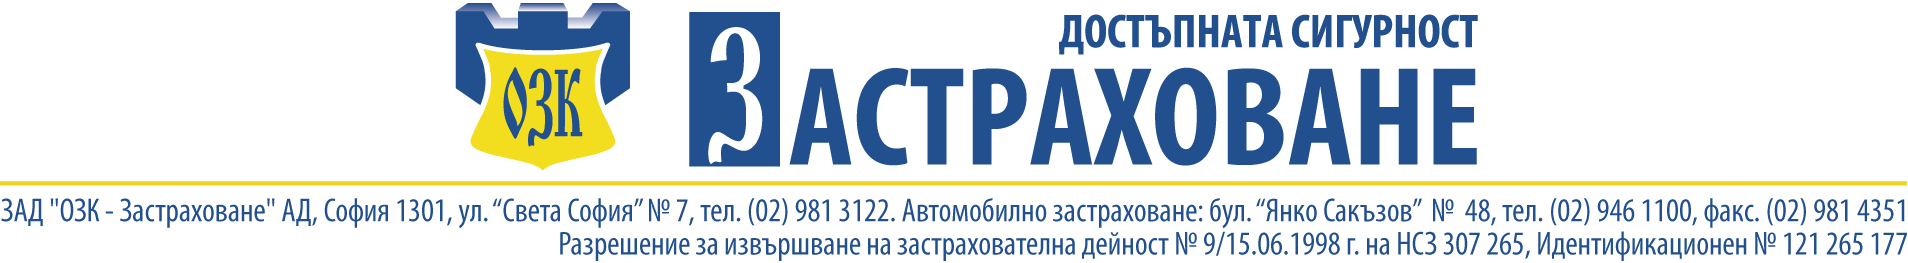 ОЗК
ДОСТЪПНАТА СИГУРНОСТ
ЗАСТРАХОВАНЕ
ЗАД "ОЗК - Застраховане" АД, София 1301, ул. “Света София” № 7, тел. (02) 981 3122. Автомобилно застраховане: бул. “Янко Сакъзов” № 48, тел. (02) 946 1100, факс. (02) 981 4351
Разрешение за извършване на застрахователна дейност № 9/15.06.1998 г. на НСЗ 307 265, Идентификационен № 121 265 177